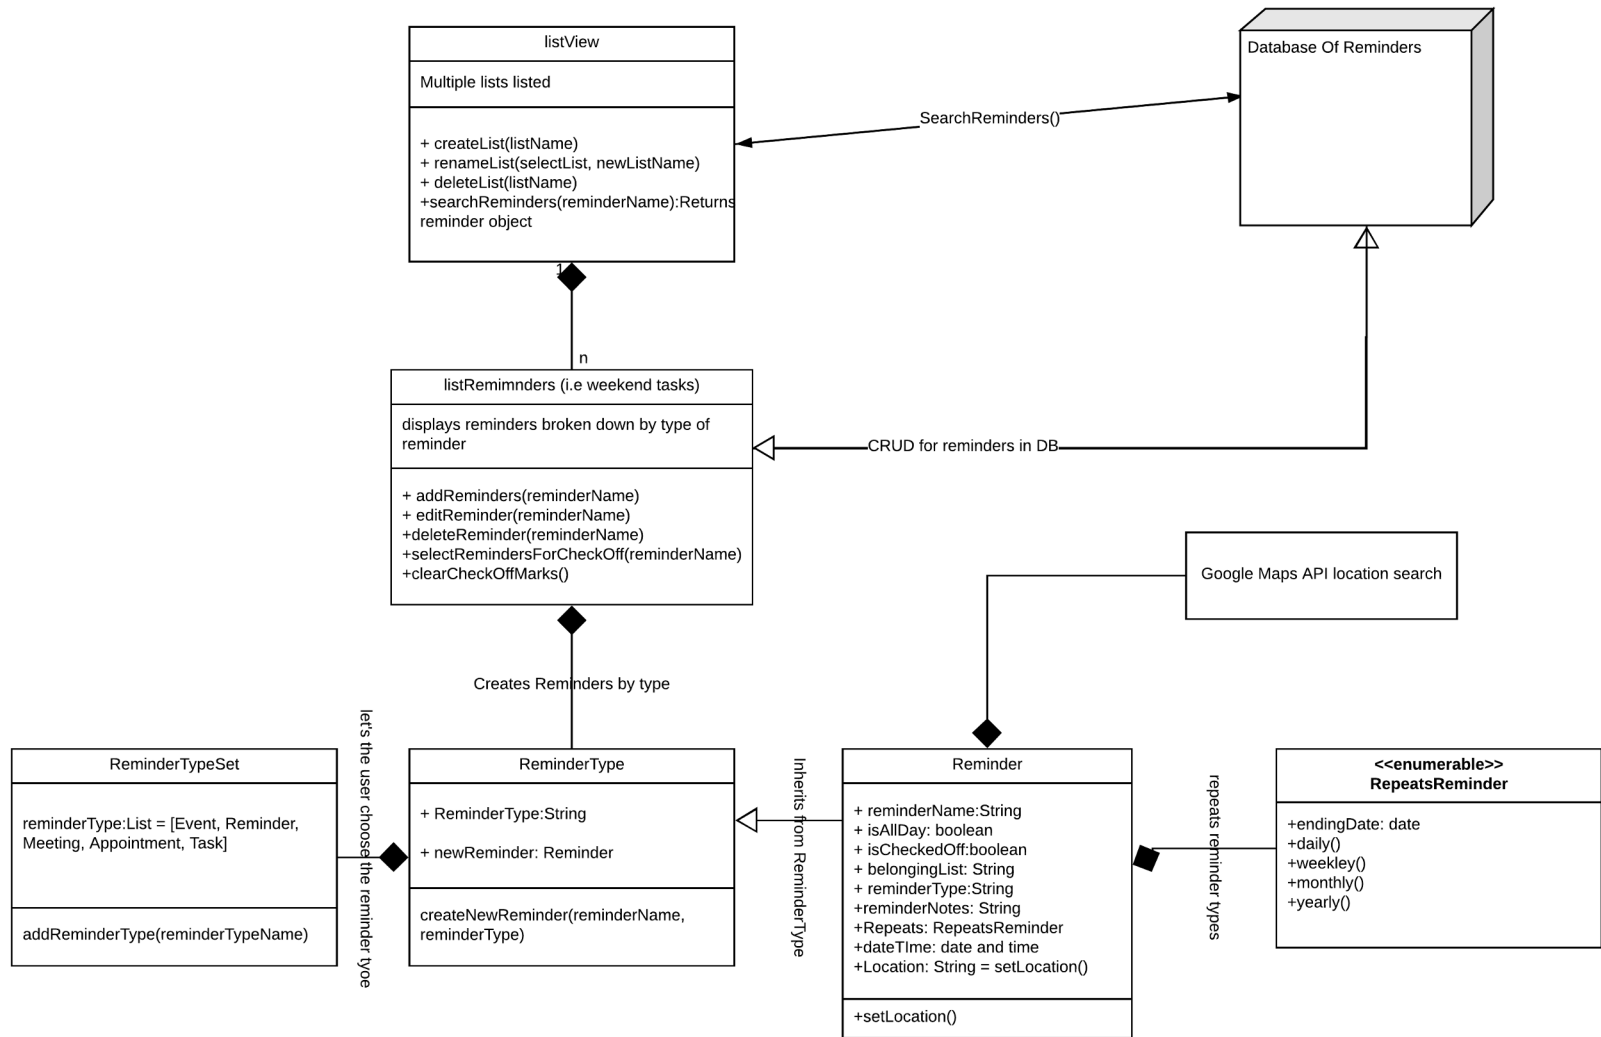 listView
Multiple lists listed
+ createList(listName)
+ renameList(selectList, newListName)
+ deleteList(listName)
+searchReminders(reminderName):Returns
reminder object
SearchReminders()
Database Of Reminders
1
n
listRemimnders (i.e weekend tasks)
displays reminders broken down by type of
reminder
+ addReminders(reminderName)
+ editReminder(reminderName)
+deleteReminder(reminderName)
+selectRemindersForCheckOff(reminderName)
+clearCheckOffMarks()
CRUD for reminders in DB
Google Maps API location search
Creates Reminders by type
ReminderTypeSet
reminderType:List = [Event, Reminder,
Meeting, Appointment, Task]
addReminderType(reminderTypeName)
let's the user choose the reminder tyoe
ReminderType
+ ReminderType:String
+ newReminder: Reminder
createNewReminder(reminderName,
reminderType)
Inherits from ReminderType
Reminder
+ reminderName:String
+ isAllDay: boolean
+ isCheckedOff:boolean
+ belongingList: String
+ reminderType:String
+reminderNotes: String
+Repeats: RepeatsReminder
+dateTIme: date and time
+Location: String = setLocation()
+setLocation()
repeats reminder types
<<enumerable>>
RepeatsReminder
+endingDate: date
+daily()
+weekley()
+monthly()
+yearly()